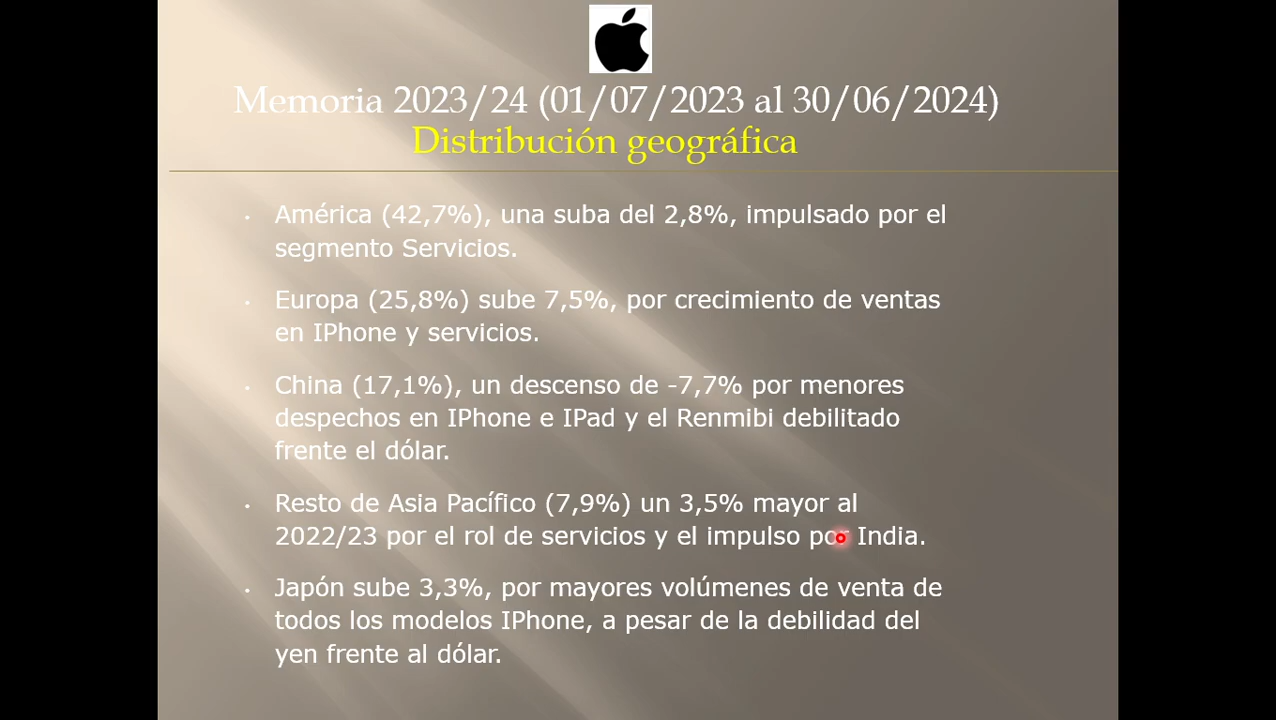 Memoria 2023/24 (01/07/2023 al 30/06/2024)
Distribución geográfica
• América (42,7%), una suba del 2,8%, impulsado por el
segmento Servicios.
• Europa (25,8%) sube 7,5%, por crecimiento de ventas
en IPhone y servicios.
• China (17,1%), un descenso de -7,7% por menores
despechos en IPhone e IPad y el Renmibi debilitado
frente el dólar.
• Resto de Asia Pacífico (7,9%) un 3,5% mayor al
2022/23 por el rol de servicios y el impulso por India.
• Japón sube 3,3%, por mayores volúmenes de venta de
todos los modelos IPhone, a pesar de la debilidad del
yen frente al dólar.